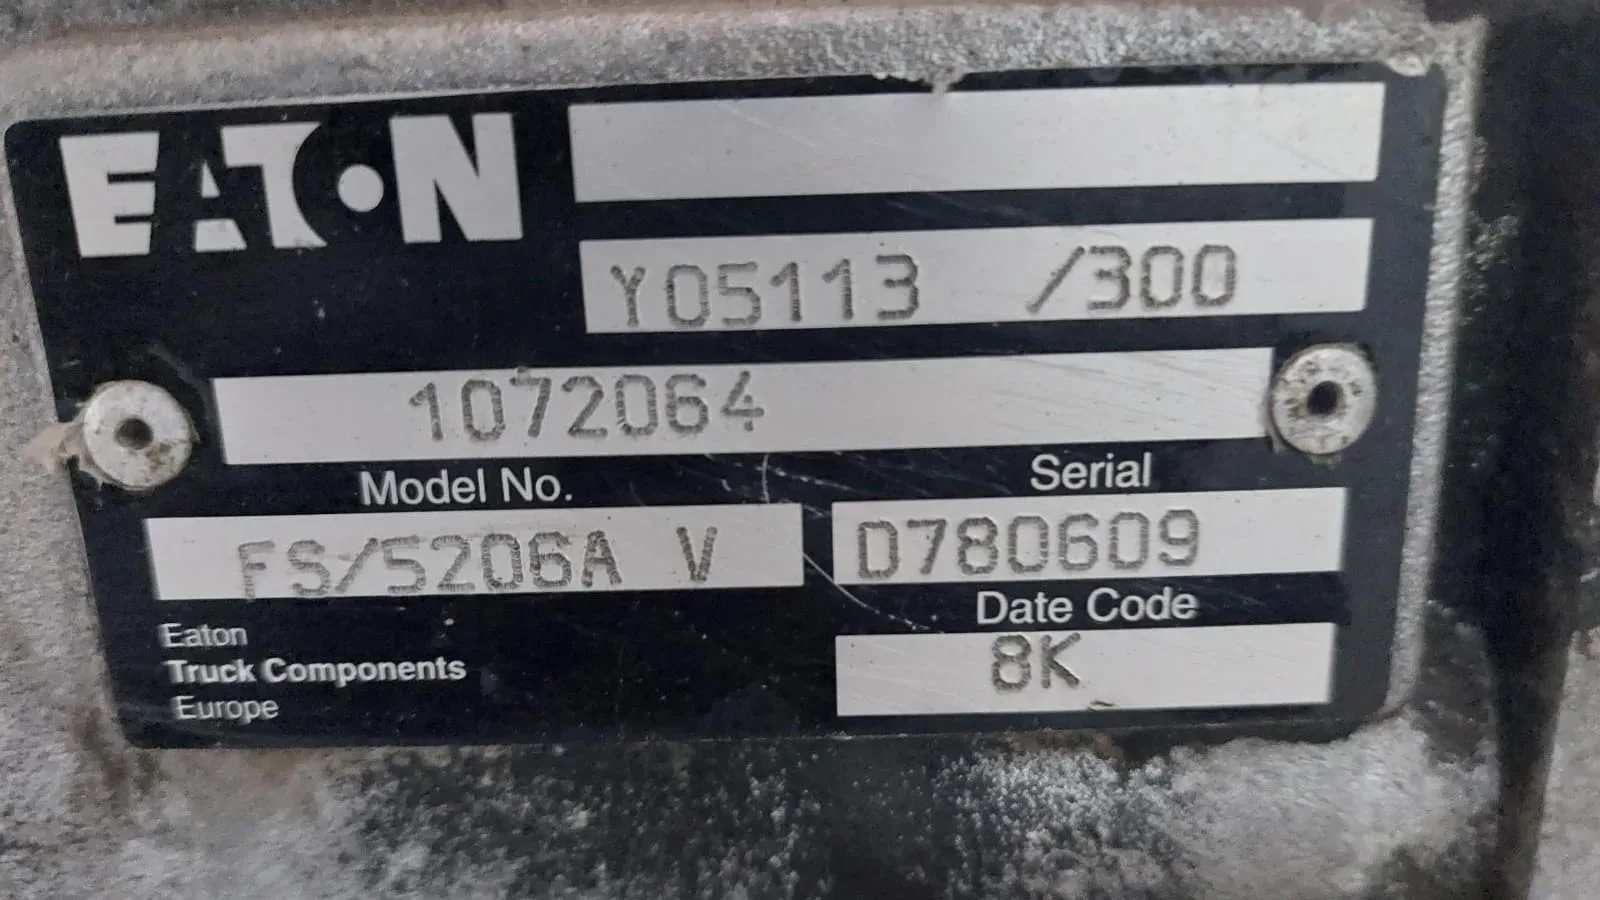 EATON
Y05113 /300
1072064
Model No.
Serial
FS/5206A V
D780609
Date Code
8K
Eaton
Truck Components
Europe